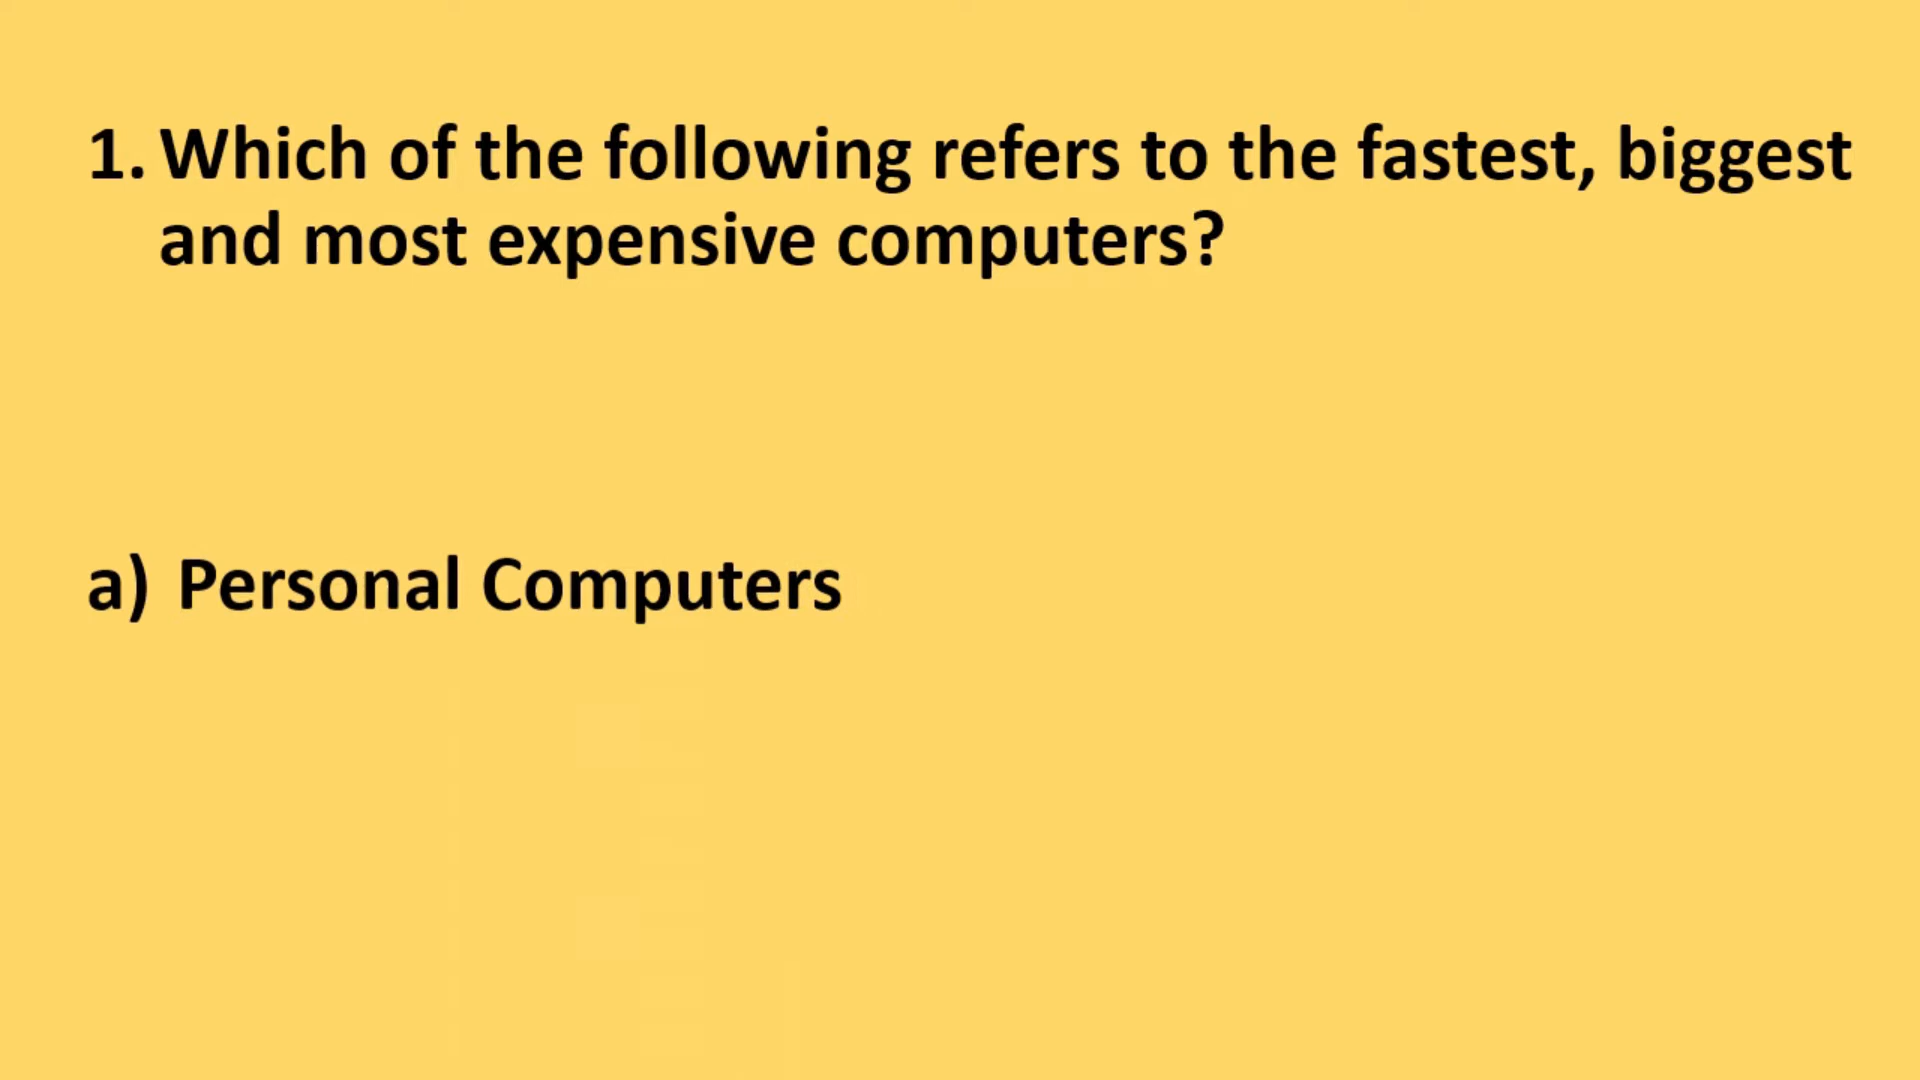 1. Which of the following refers to the fastest, biggest
and most expensive computers?
a) Personal Computers